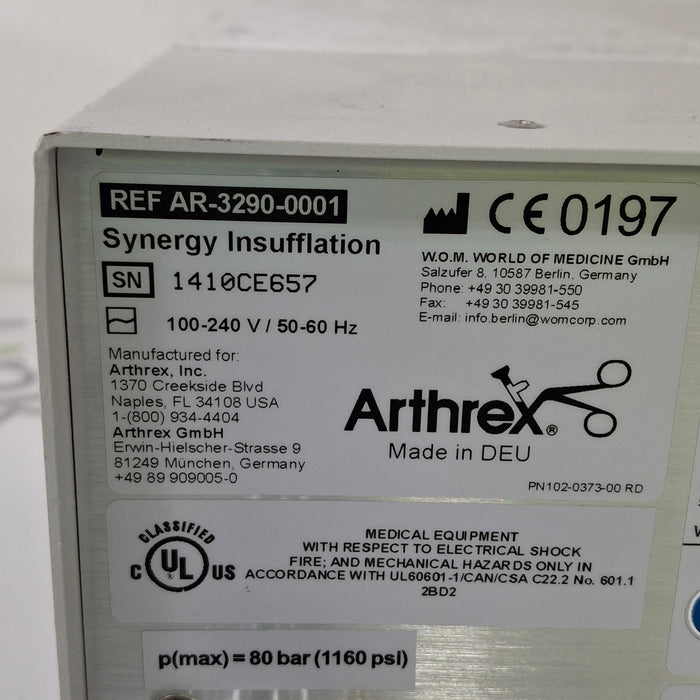 REF AR-3290-0001
Synergy Insufflation
SN 1410CE657
100-240 V / 50-60 Hz
Manufactured for:
Arthrex, Inc.
1370 Creekside Blvd
Naples, FL 34108 USA
1-(800) 934-4404
Arthrex GmbH
Erwin-Hielscher-Strasse 9
81249 München, Germany
+49 89 909005-0
CE 0197
W.O.M. WORLD OF MEDICINE GmbH
Salzufer 8, 10587 Berlin, Germany
Phone: +49 30 39981-550
Fax: +49 30 39981-545
E-mail: info.berlin@womcorp.com
Arthrex®
Made in DEU
PN102-0373-00 RD
CLASSIFIED
C UL US
MEDICAL EQUIPMENT
WITH RESPECT TO ELECTRICAL SHOCK
FIRE; AND MECHANICAL HAZARDS ONLY IN
ACCORDANCE WITH UL60601-1/CAN/CSA C22.2 No. 601.1
2BD2
p(max) = 80 bar (1160 psi)